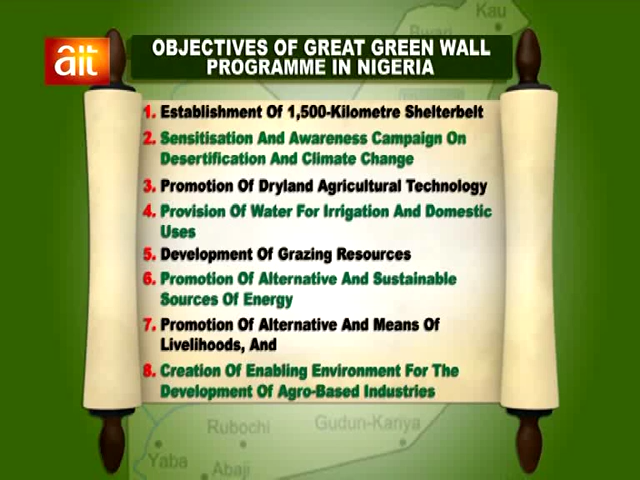 Kau
Bwari
ait
OBJECTIVES OF GREAT GREEN WALL
PROGRAMME IN NIGERIA
1. Establishment Of 1,500-Kilometre Shelterbelt
2. Sensitisation And Awareness Campaign On
Desertification And Climate Change
3. Promotion Of Dryland Agricultural Technology
4. Provision Of Water For Irrigation And Domestic
Uses
5. Development Of Grazing Resources
6. Promotion Of Alternative And Sustainable
Sources Of Energy
7. Promotion Of Alternative And Means Of
Livelihoods, And
8. Creation Of Enabling Environment For The
Development Of Agro-Based Industries
Rubochi
Gudun-Kariya
Yaba
Abaji